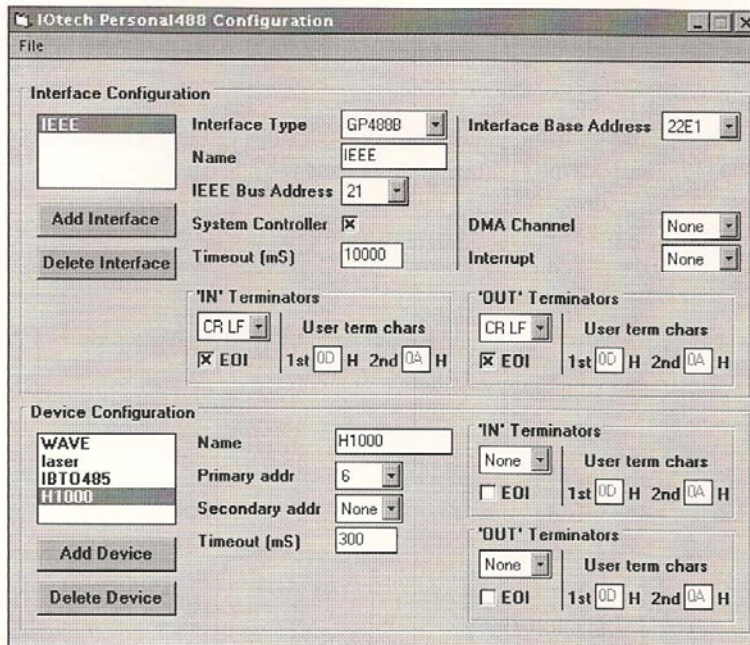 IOtech Personal488 Configuration
File
Interface Configuration
IEEE
Add Interface
Delete Interface
Interface Type GP488B
Name IEEE
IEEE Bus Address 21
System Controller
Timeout (mS) 10000
Interface Base Address 22E1
DMA Channel None
Interrupt None
'IN' Terminators
CR LF User term chars
EOI 1st 0D H 2nd 0A H
'OUT' Terminators
CR LF User term chars
EOI 1st 0D H 2nd 0A H
Device Configuration
WAVE
laser
IBTO485
H1000
Add Device
Delete Device
Name H1000
Primary addr 6
Secondary addr None
Timeout (mS) 300
'IN' Terminators
None User term chars
EOI 1st 0D H 2nd 0A H
'OUT' Terminators
None User term chars
EOI 1st 0D H 2nd 0A H